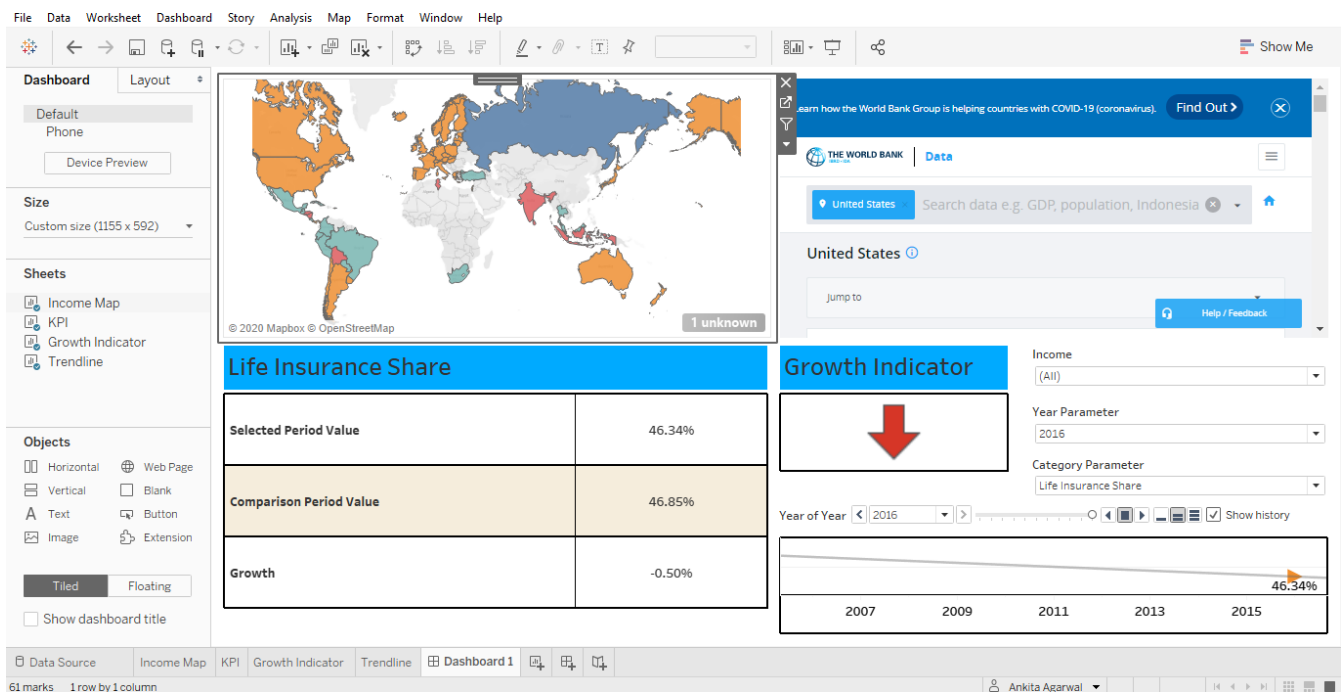 File Data Worksheet Dashboard Story Analysis Map Format Window Help
Show Me
Dashboard Layout
Default
Phone
Device Preview
Size
Custom size (1155 x 592)
Sheets
Income Map
KPI
Growth Indicator
Trendline
Objects
Horizontal Web Page
Vertical Blank
A Text Button
Image Extension
Tiled Floating
Show dashboard title
© 2020 Mapbox © OpenStreetMap
1 unknown
earn how the World Bank Group is helping countries with COVID-19 (coronavirus). Find Out
THE WORLD BANK Data
IBRD • IDA
United States × Search data e.g. GDP, population, Indonesia
United States
Jump to
Help / Feedback
Life Insurance Share
Selected Period Value 46.34%
Comparison Period Value 46.85%
Growth -0.50%
Growth Indicator
Income
(All)
Year Parameter
2016
Category Parameter
Life Insurance Share
Year of Year 2016 Show history
46.34%
2007 2009 2011 2013 2015
Data Source Income Map KPI Growth Indicator Trendline Dashboard 1
61 marks 1 row by 1 column Ankita Agarwal